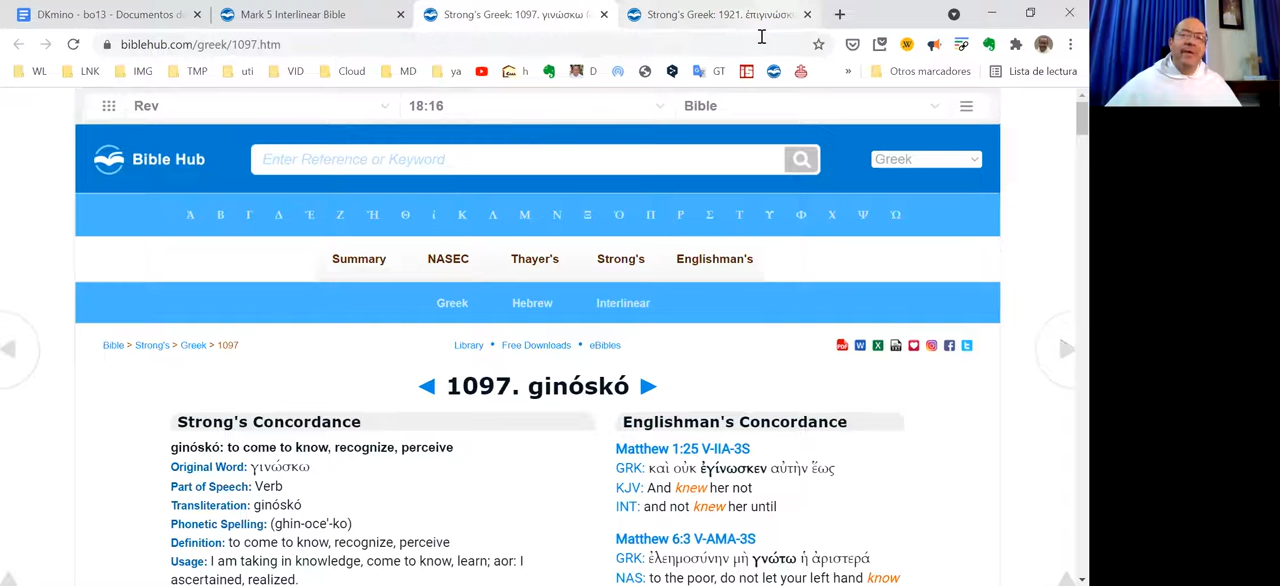 DKmino - bo13 - Documentos d
Mark 5 Interlinear Bible
Strong's Greek: 1097. γινώσκω (
Strong's Greek: 1921. ἐπιγινώσκ
biblehub.com/greek/1097.htm
WL LNK IMG TMP uti VID Cloud MD ya h D GT » Otros marcadores Lista de lectura
Rev 18:16 Bible
Bible Hub
Enter Reference or Keyword
Greek
Ἀ Β Γ Δ Ἐ Ζ Ἡ Θ Ἰ Κ Λ Μ Ν Ξ Ὀ Π Ρ Σ Τ Υ Φ Χ Ψ Ω
Summary NASEC Thayer's Strong's Englishman's
Greek Hebrew Interlinear
Bible > Strong's > Greek > 1097
Library • Free Downloads • eBibles
◄ 1097. ginóskó ►
Strong's Concordance
ginóskó: to come to know, recognize, perceive
Original Word: γινώσκω
Part of Speech: Verb
Transliteration: ginóskó
Phonetic Spelling: (ghin-oce'-ko)
Definition: to come to know, recognize, perceive
Usage: I am taking in knowledge, come to know, learn; aor: I
ascertained, realized.
Englishman's Concordance
Matthew 1:25 V-IIA-3S
GRK: καὶ οὐκ ἐγίνωσκεν αὐτὴν ἕως
KJV: And knew her not
INT: and not knew her until
Matthew 6:3 V-AMA-3S
GRK: ἐλεημοσύνην μὴ γνώτω ἡ ἀριστερά
NAS: to the poor, do not let your left hand know